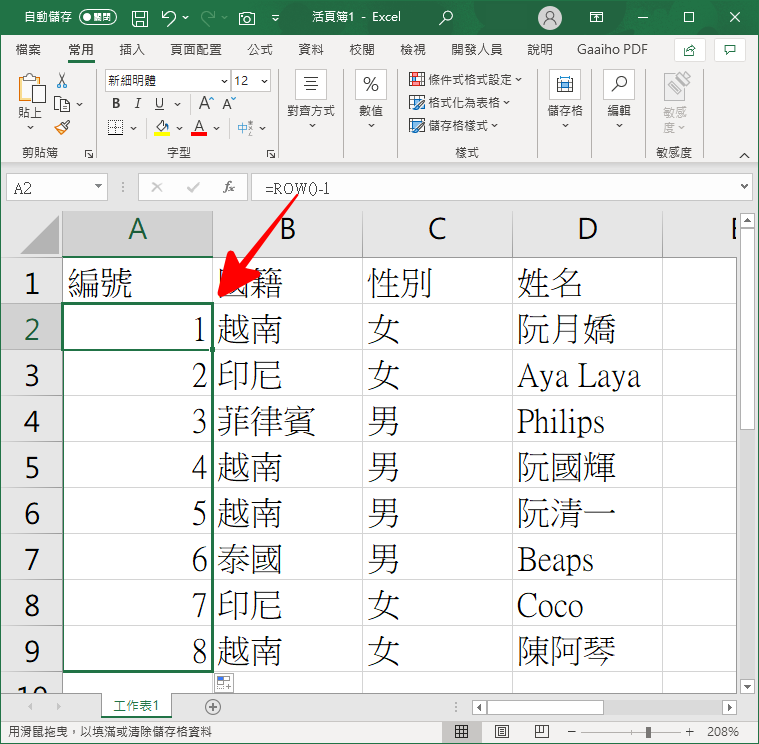 自動儲存 關閉 活頁簿1 - Excel
檔案 常用 插入 頁面配置 公式 資料 校閱 檢視 開發人員 說明 Gaaiho PDF
貼上
剪貼簿
新細明體 12
B I U A A
A 中
字型
對齊方式
%
數值
條件式格式設定
格式化為表格
儲存格樣式
樣式
儲存格
編輯
敏感
度
敏感度
A2 fx =ROW()-1
A B C D
1 編號 國籍 性別 姓名
2 1 越南 女 阮月嬌
3 2 印尼 女 Aya Laya
4 3 菲律賓 男 Philips
5 4 越南 男 阮國輝
6 5 越南 男 阮清一
7 6 泰國 男 Beaps
8 7 印尼 女 Coco
9 8 越南 女 陳阿琴
10
工作表1
用滑鼠拖曳，以填滿或清除儲存格資料 208%